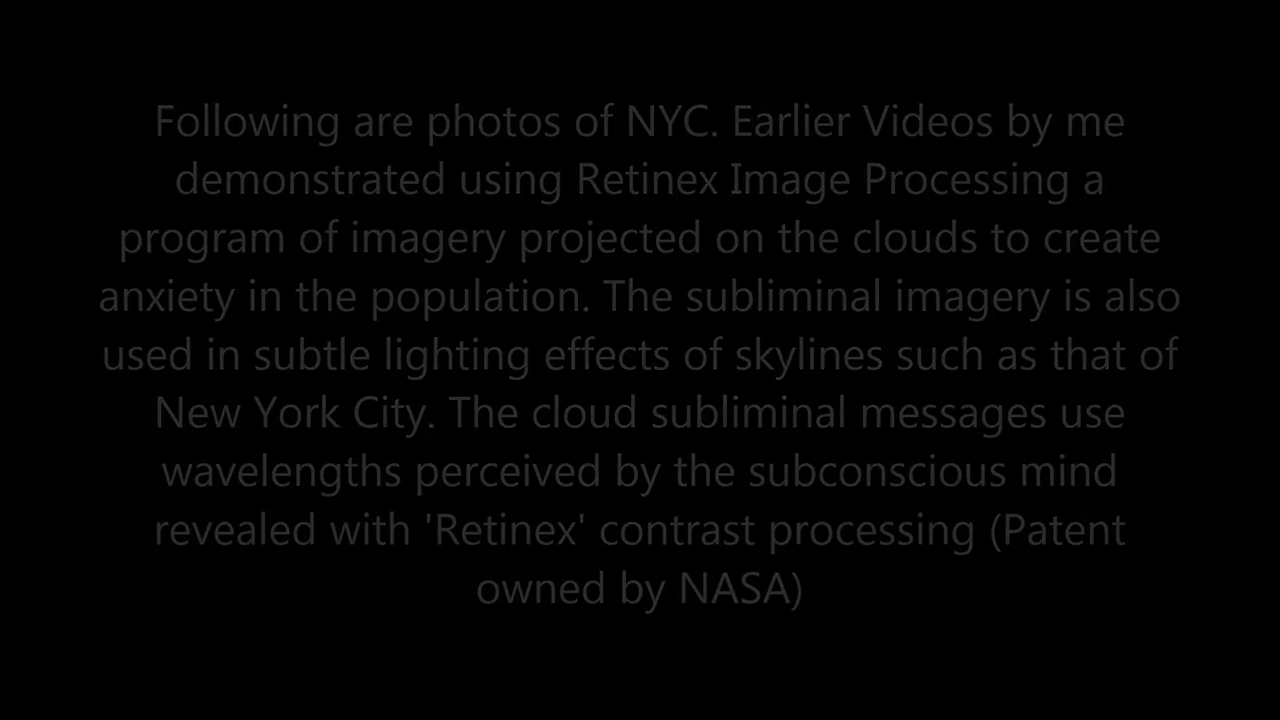 Following are photos of NYC. Earlier Videos by me
demonstrated using Retinex Image Processing a
program of imagery projected on the clouds to create
anxiety in the population. The subliminal imagery is also
used in subtle lighting effects of skylines such as that of
New York City. The cloud subliminal messages use
wavelengths perceived by the subconscious mind
revealed with 'Retinex' contrast processing (Patent
owned by NASA)